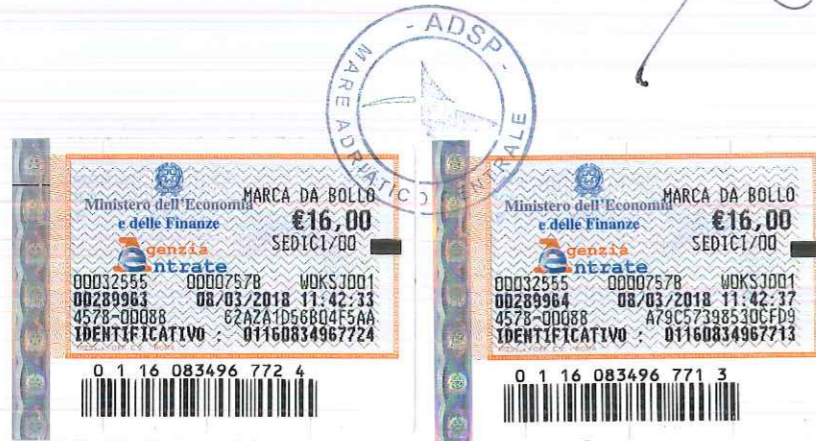 - ADSP -
MARE ADRIATICO CENTRALE
Ministero dell'Economia
e delle Finanze
MARCA DA BOLLO
€16,00
SEDICI/00
Agenzia
Entrate
00032555 0000757B W0KSJ001
00289963 08/03/2018 11:42:33
4578-00088 62A2A1D56B04F5AA
IDENTIFICATIVO : 01160834967724
0 1 16 083496 772 4
Ministero dell'Economia
e delle Finanze
MARCA DA BOLLO
€16,00
SEDICI/00
Agenzia
Entrate
00032555 0000757B W0KSJ001
00289964 08/03/2018 11:42:37
4578-00088 A79C57398530CFD9
IDENTIFICATIVO : 01160834967713
0 1 16 083496 771 3